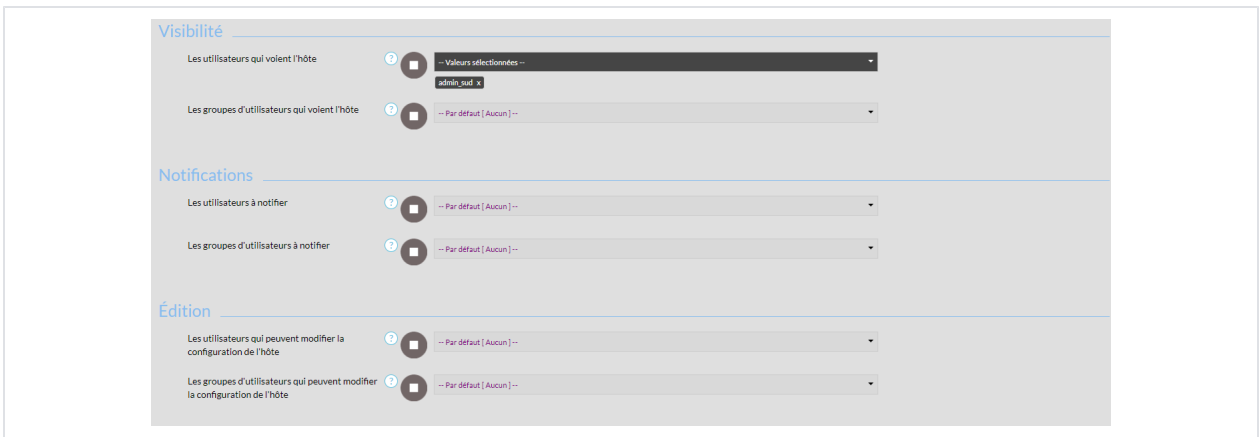 Visibilité
Les utilisateurs qui voient l'hôte
?
-- Valeurs sélectionnées --
admin_sud x
Les groupes d'utilisateurs qui voient l'hôte
?
-- Par défaut [ Aucun ] --
Notifications
Les utilisateurs à notifier
?
-- Par défaut [ Aucun ] --
Les groupes d'utilisateurs à notifier
?
-- Par défaut [ Aucun ] --
Édition
Les utilisateurs qui peuvent modifier la
configuration de l'hôte
?
-- Par défaut [ Aucun ] --
Les groupes d'utilisateurs qui peuvent modifier
la configuration de l'hôte
?
-- Par défaut [ Aucun ] --